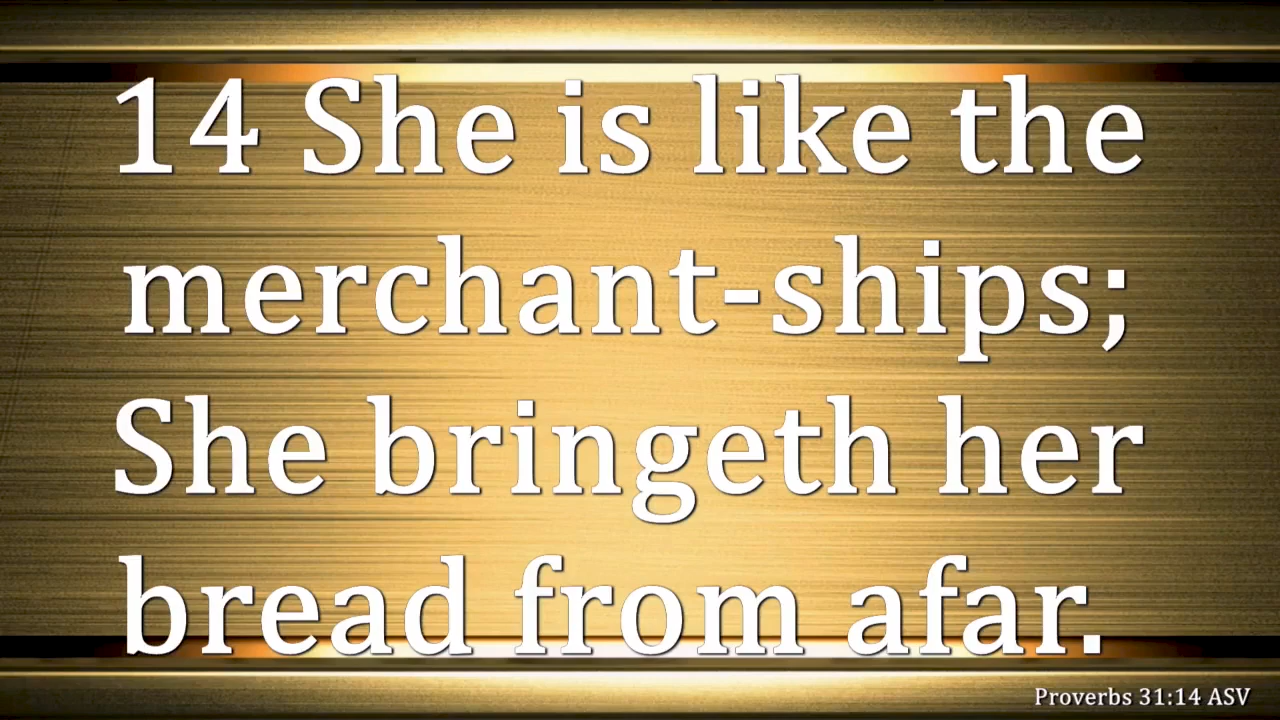 14 She is like the
merchant-ships;
She bringeth her
bread from afar.
Proverbs 31:14 ASV